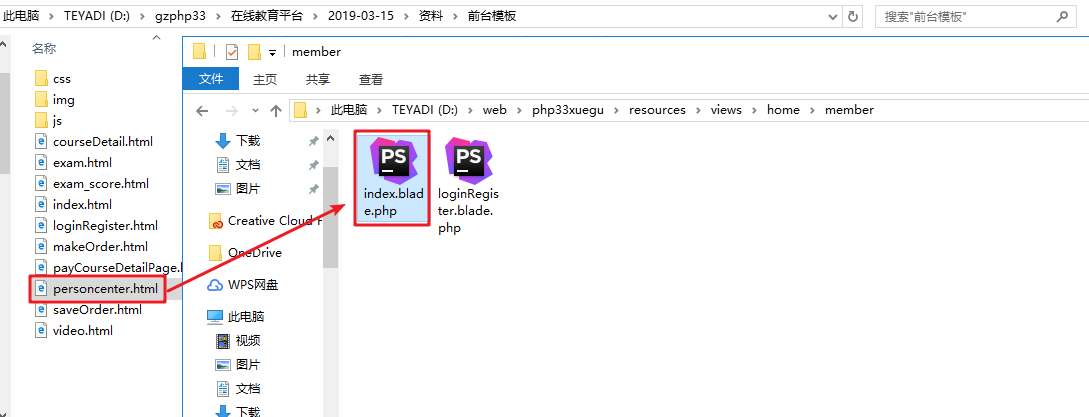 此电脑 > TEYADI (D:) > gzphp33 > 在线教育平台 > 2019-03-15 > 资料 > 前台模板
搜索"前台模板"
名称
css
img
js
courseDetail.html
exam.html
exam_score.html
index.html
loginRegister.html
makeOrder.html
payCourseDetailPage.
personcenter.html
saveOrder.html
video.html
member
文件 主页 共享 查看
此电脑 > TEYADI (D:) > web > php33xuegu > resources > views > home > member
下载
文档
图片
Creative Cloud F
OneDrive
WPS网盘
此电脑
视频
图片
文档
下载
PS
index.blad
e.php
PS
loginRegis
ter.blade.
php